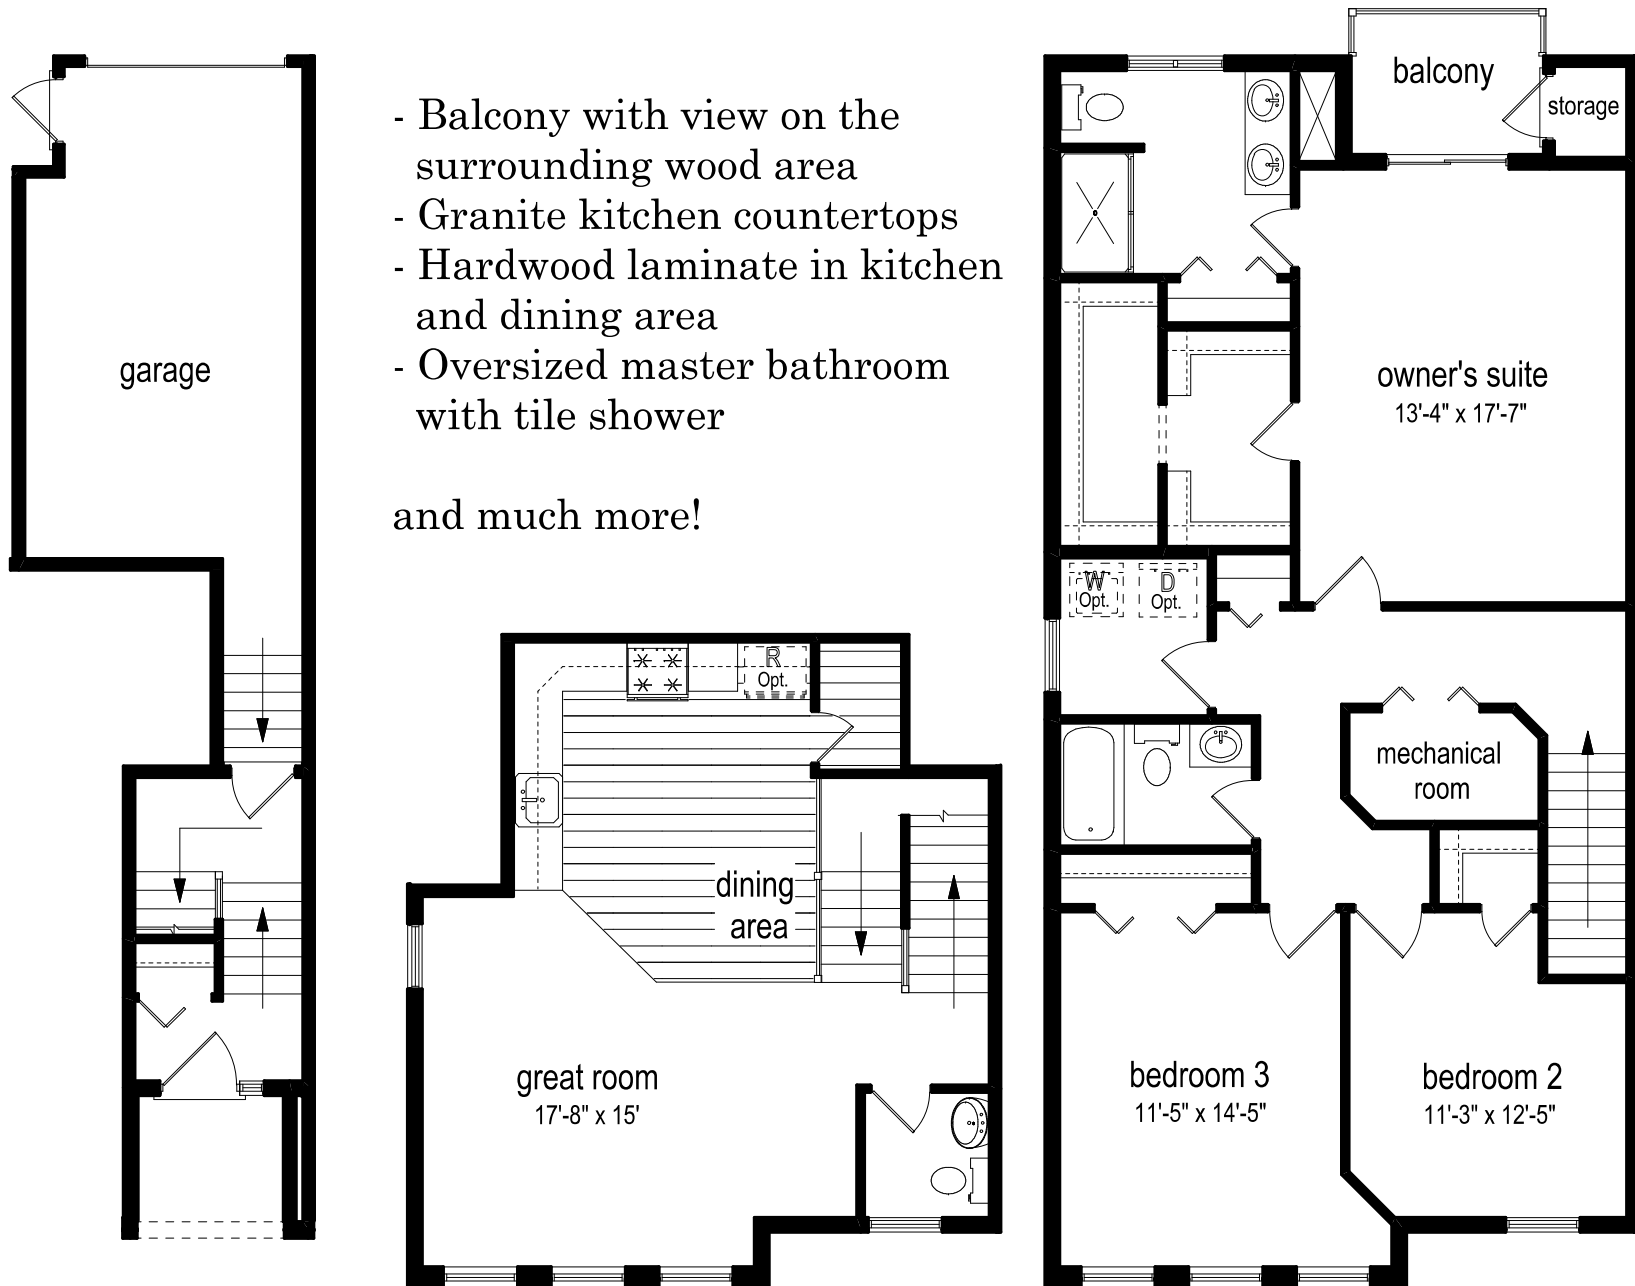 balcony
storage
- Balcony with view on the
surrounding wood area
- Granite kitchen countertops
- Hardwood laminate in kitchen
and dining area
- Oversized master bathroom
with tile shower
and much more!
garage
owner's suite
13'-4" x 17'-7"
W
Opt.
D
Opt.
R
Opt.
mechanical
room
dining
area
great room
17'-8" x 15'
bedroom 3
11'-5" x 14'-5"
bedroom 2
11'-3" x 12'-5"